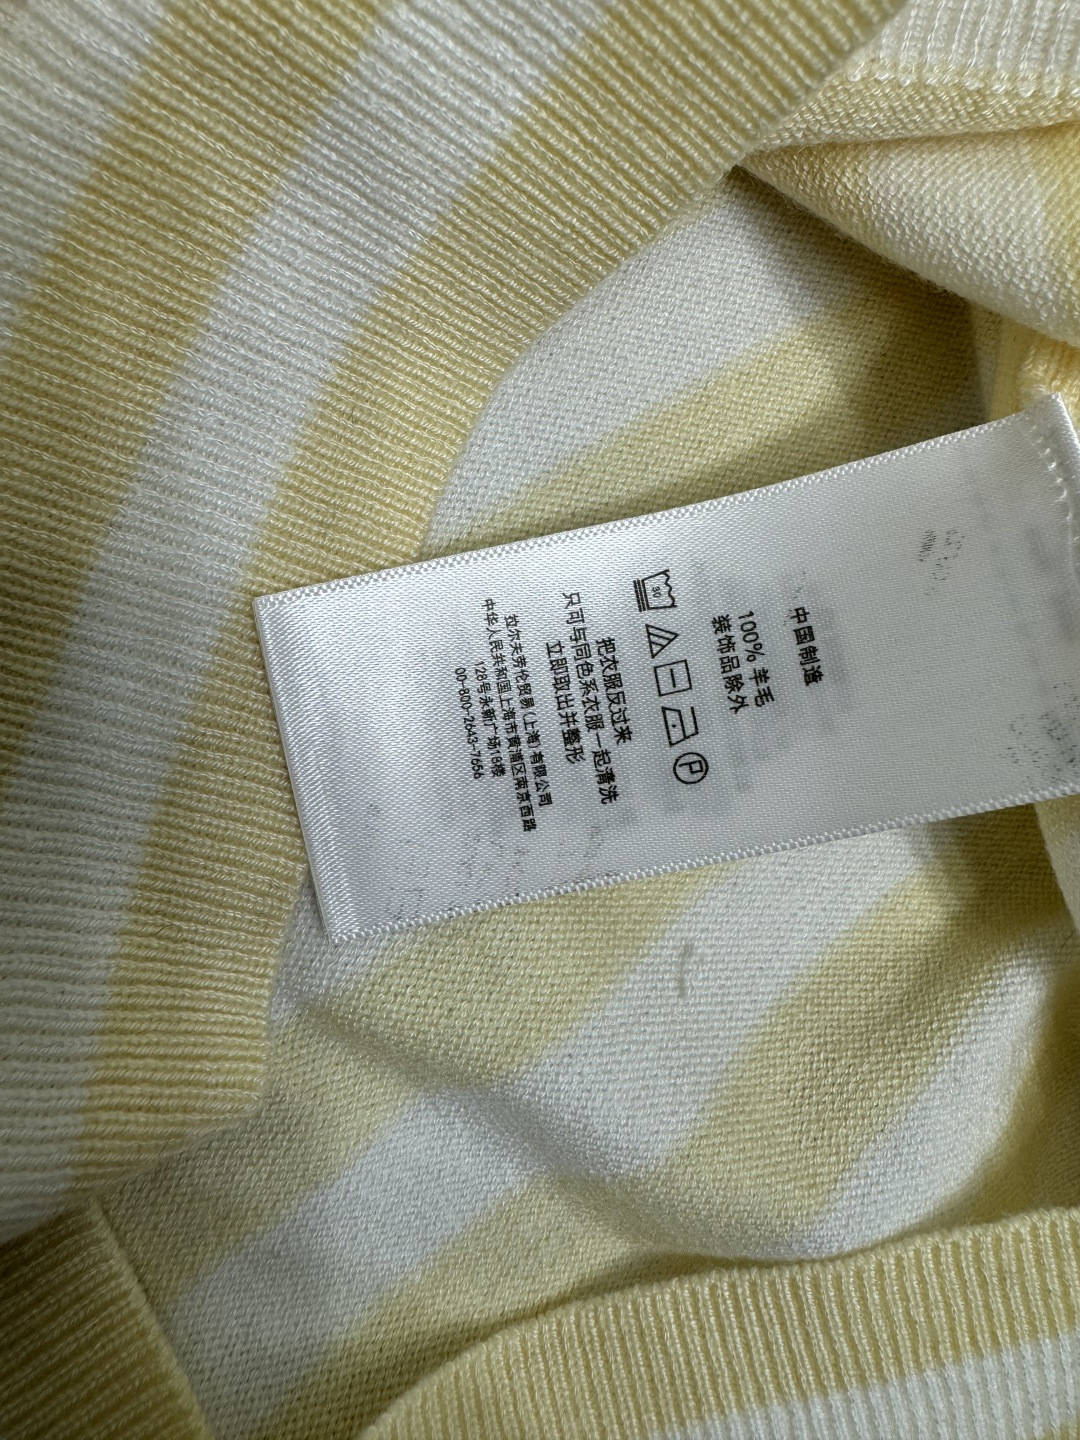 中国制造
100% 羊毛
装饰品除外
30
P
把衣服反过来
只可与同色系衣服一起清洗
立即取出并整形
拉尔夫劳伦贸易(上海)有限公司
中华人民共和国上海市黄浦区南京西路
128号永新广场16楼
00-800-2643-7656